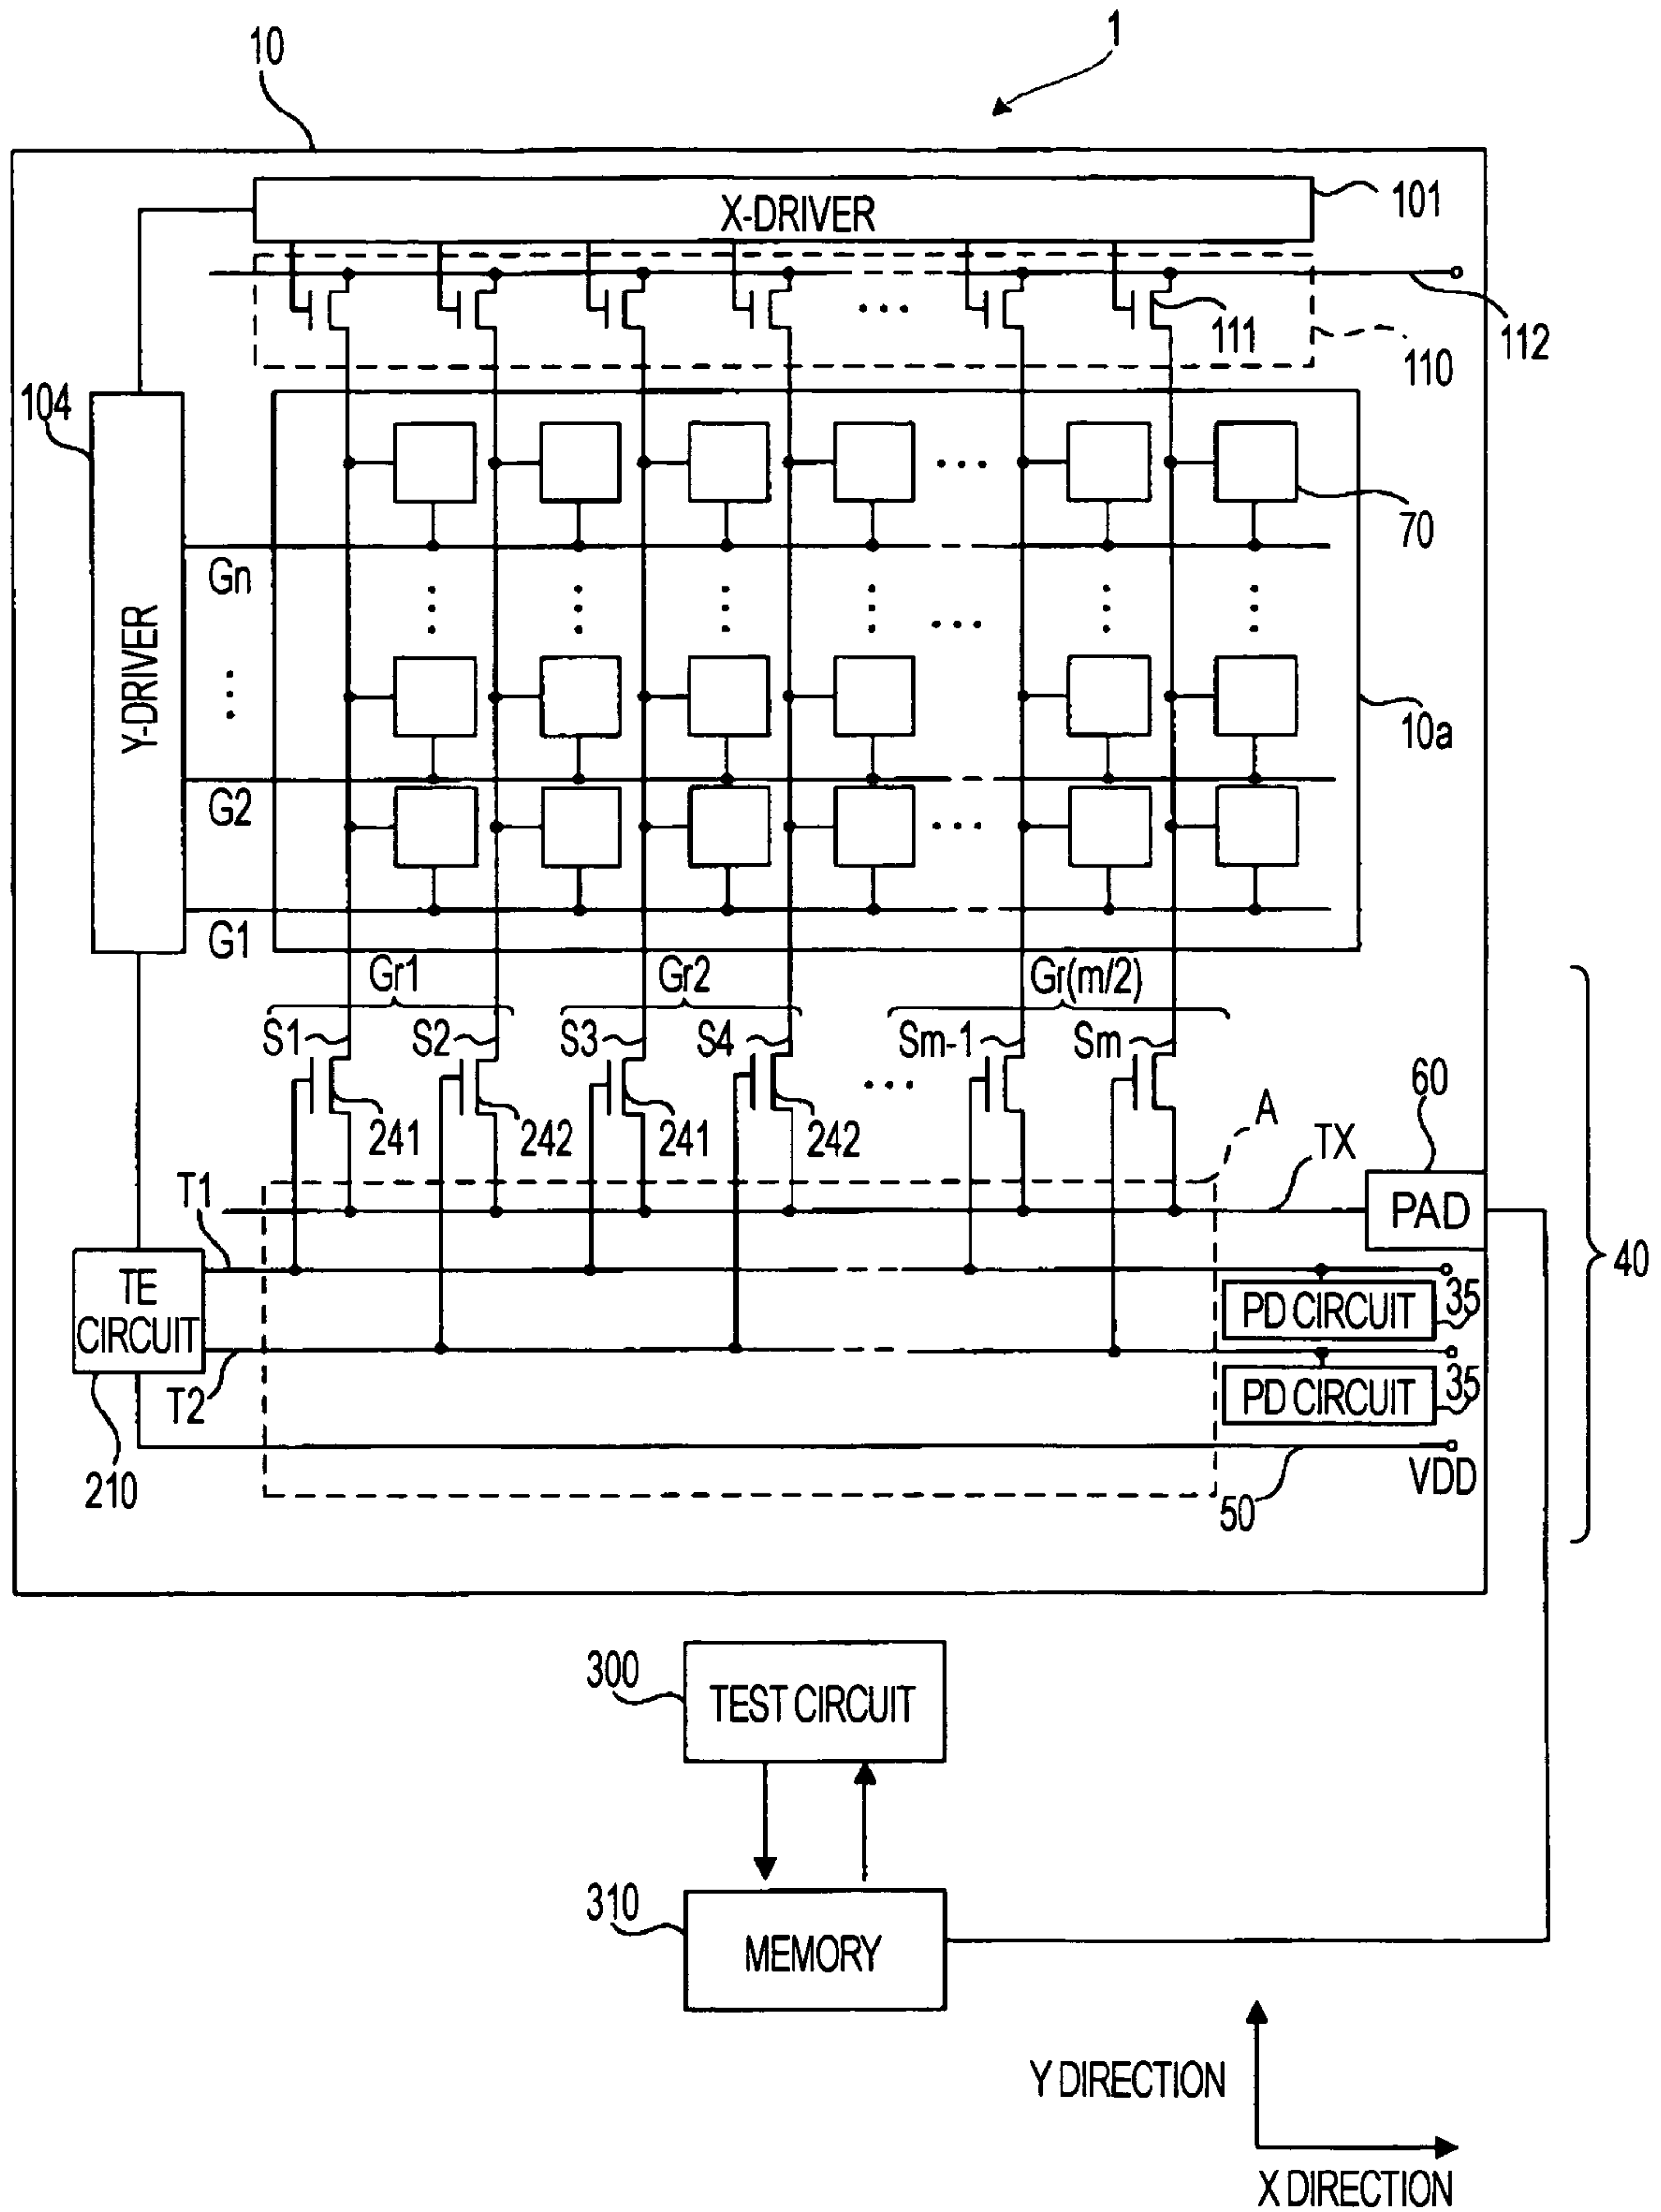 1
10
X-DRIVER
101
111
112
110
104
Y-DRIVER
70
Gn
10a
G2
G1
Gr1
Gr2
Gr(m/2)
S1
S2
S3
S4
Sm-1
Sm
241
242
241
242
A
TX
60
PAD
T1
TE
CIRCUIT
T2
210
PD CIRCUIT
35
PD CIRCUIT
35
40
VDD
50
300
TEST CIRCUIT
310
MEMORY
Y DIRECTION
X DIRECTION